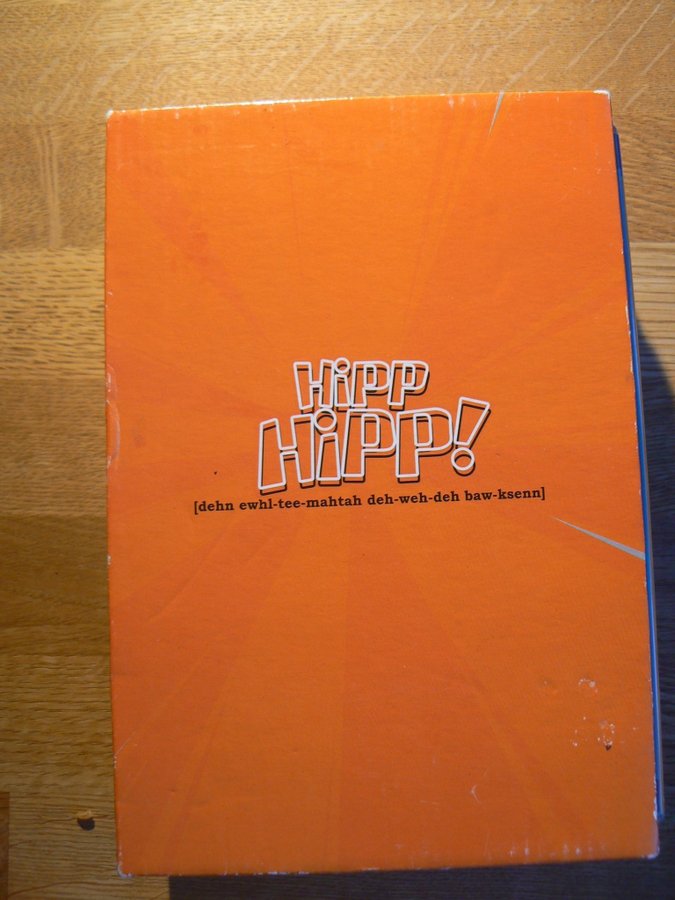 HiPP
HiPP!
[dehn ewhl-tee-mahtah deh-weh-deh baw-ksenn]